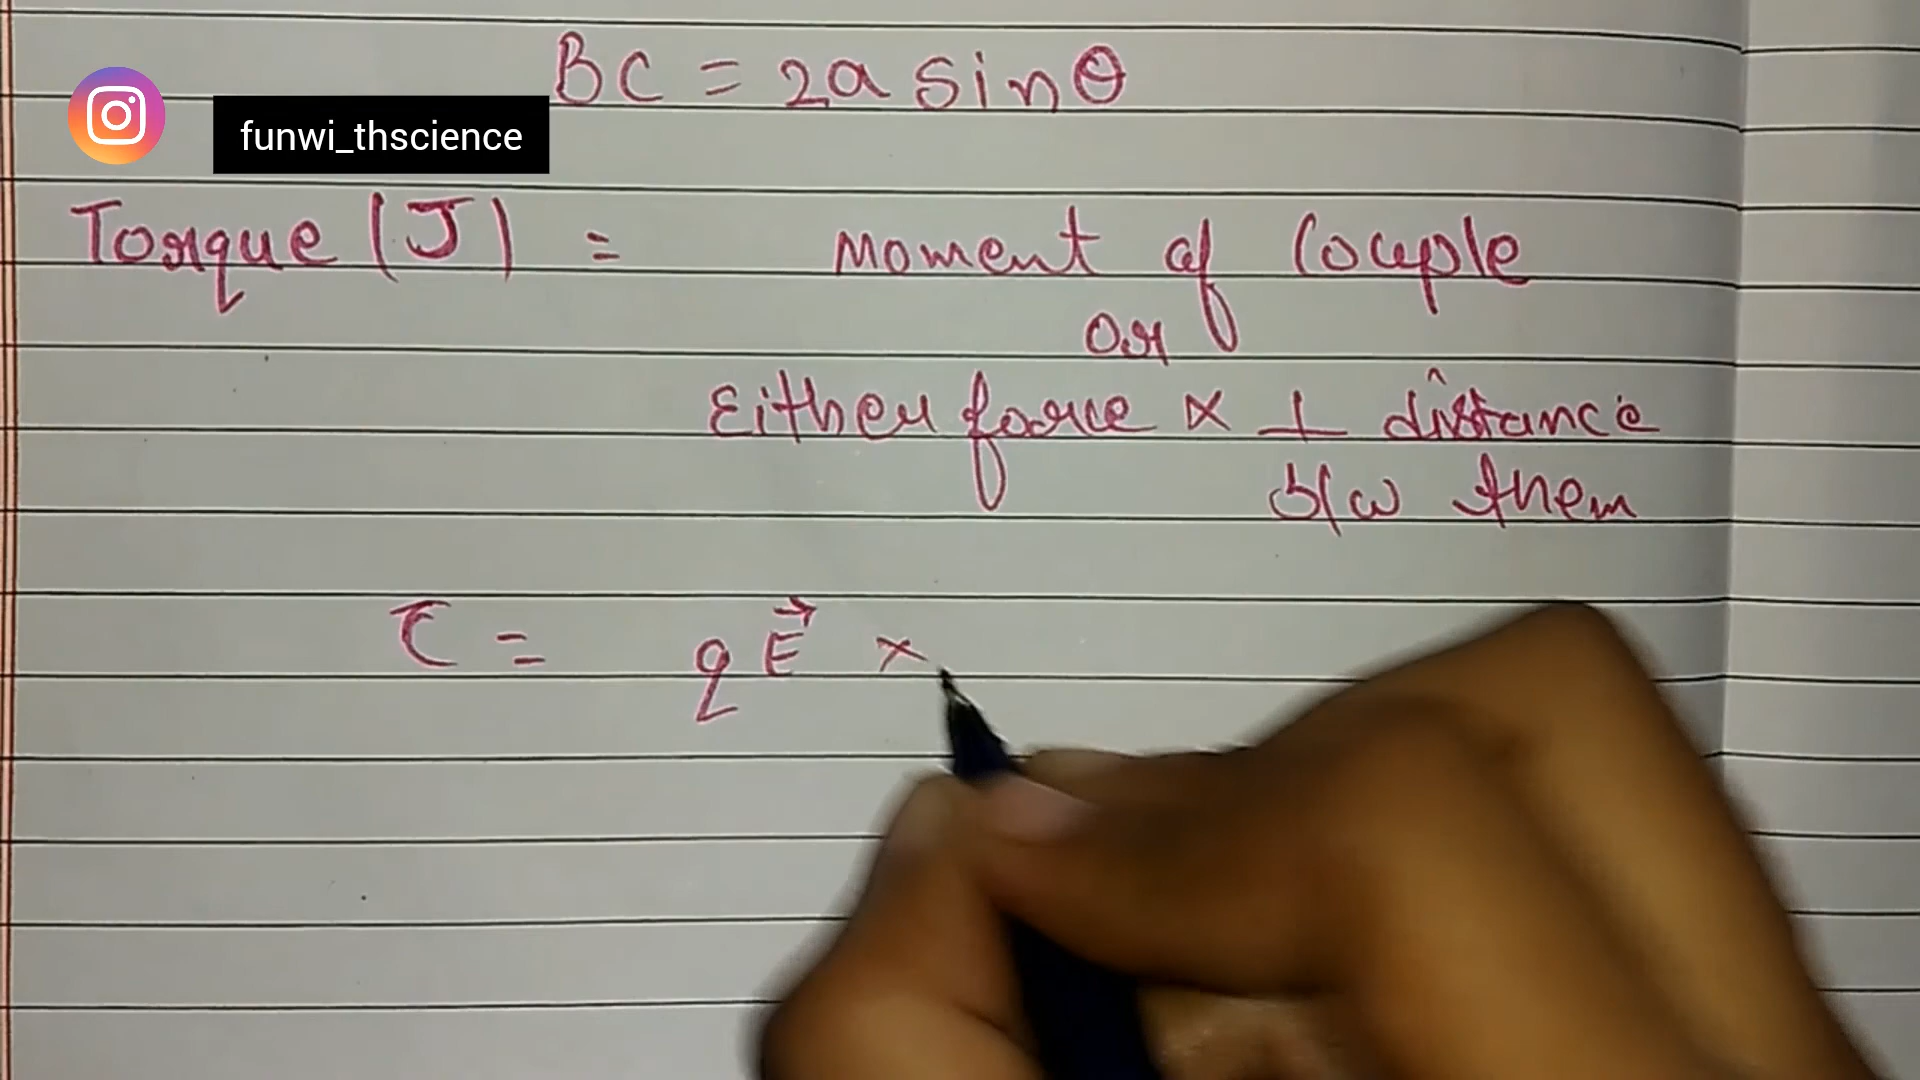 BC = 2a sinθ
funwi_thscience
Torque (J) = Moment of Couple
or
Either force × ⊥ distance
b/w them
τ = qE⃗ ×